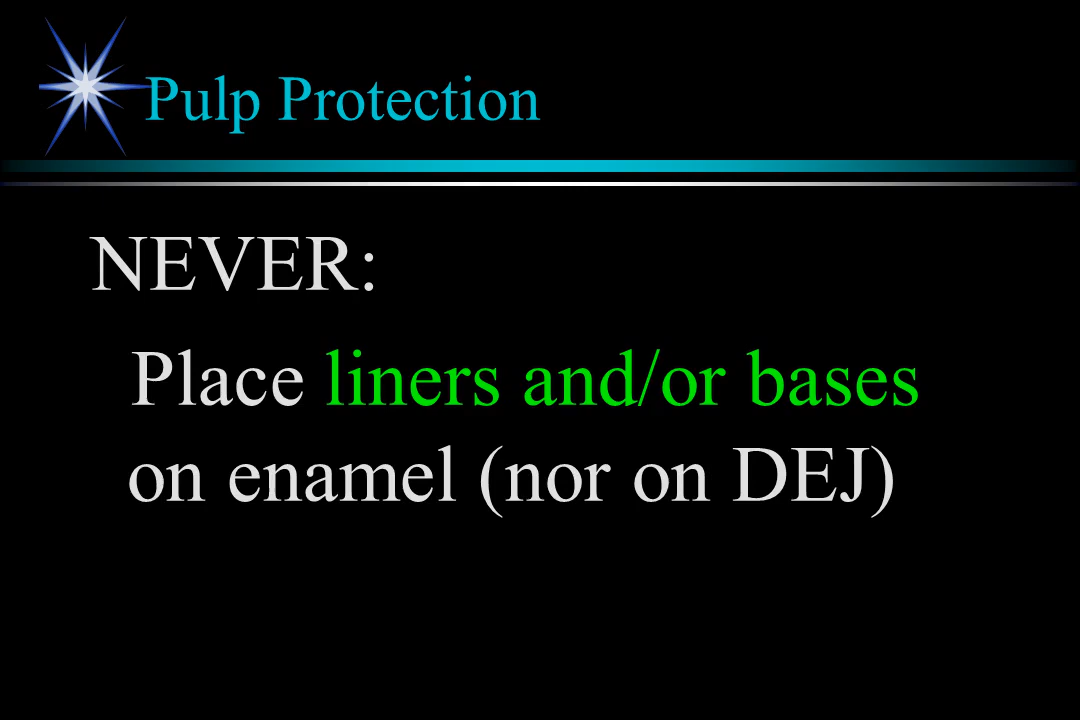 Pulp Protection
NEVER:
Place liners and/or bases
on enamel (nor on DEJ)